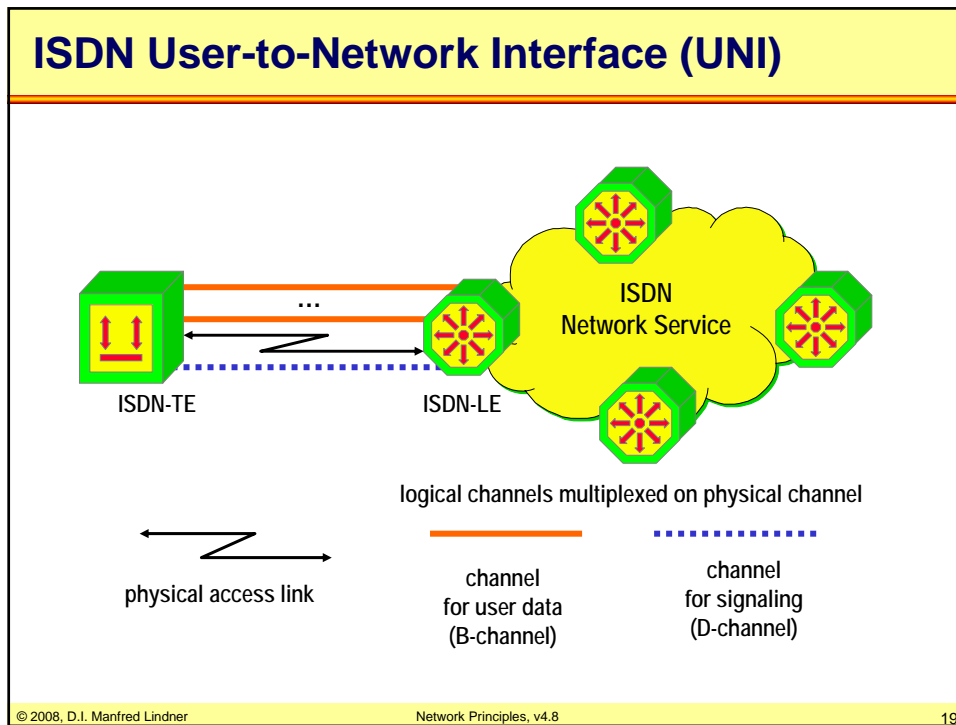 ISDN User-to-Network Interface (UNI)
...
ISDN
Network Service
ISDN-TE
ISDN-LE
logical channels multiplexed on physical channel
physical access link
channel
for user data
(B-channel)
channel
for signaling
(D-channel)
© 2008, D.I. Manfred Lindner
Network Principles, v4.8
19